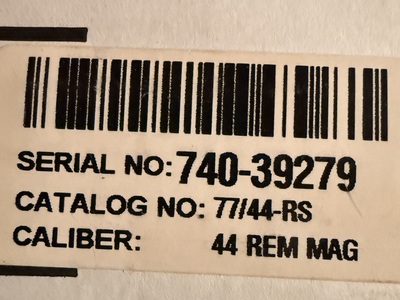 SERIAL NO: 740-39279
CATALOG NO: 77/44-RS
CALIBER: 44 REM MAG